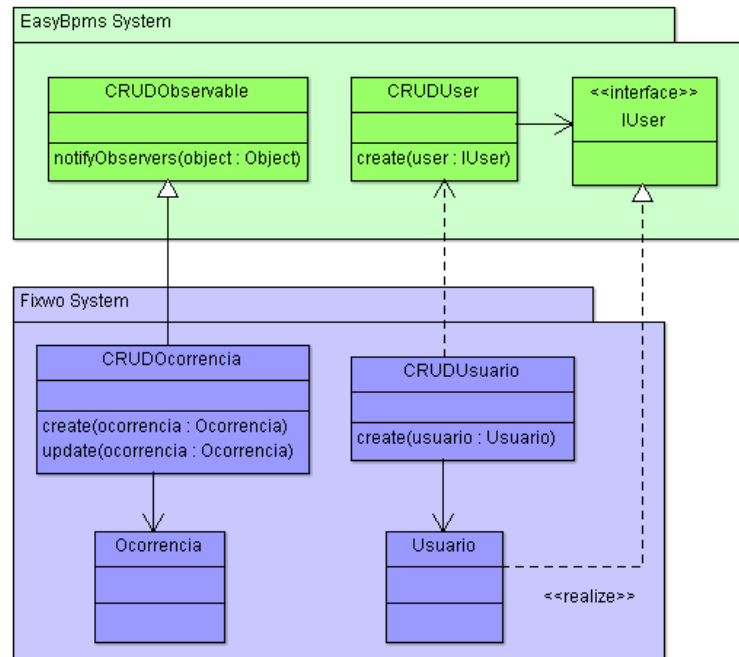 EasyBpms System
CRUDObservable
notifyObservers(object : Object)
CRUDUser
create(user : IUser)
<<interface>>
IUser
Fixwo System
CRUDOcorrencia
create(ocorrencia : Ocorrencia)
update(ocorrencia : Ocorrencia)
CRUDUsuario
create(usuario : Usuario)
Ocorrencia
Usuario
<<realize>>